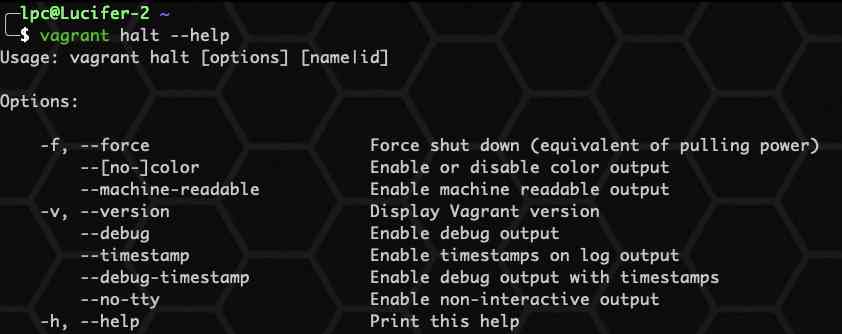 lpc@Lucifer-2 ~
$ vagrant halt --help
Usage: vagrant halt [options] [name|id]
Options:
-f, --force Force shut down (equivalent of pulling power)
--[no-]color Enable or disable color output
--machine-readable Enable machine readable output
-v, --version Display Vagrant version
--debug Enable debug output
--timestamp Enable timestamps on log output
--debug-timestamp Enable debug output with timestamps
--no-tty Enable non-interactive output
-h, --help Print this help